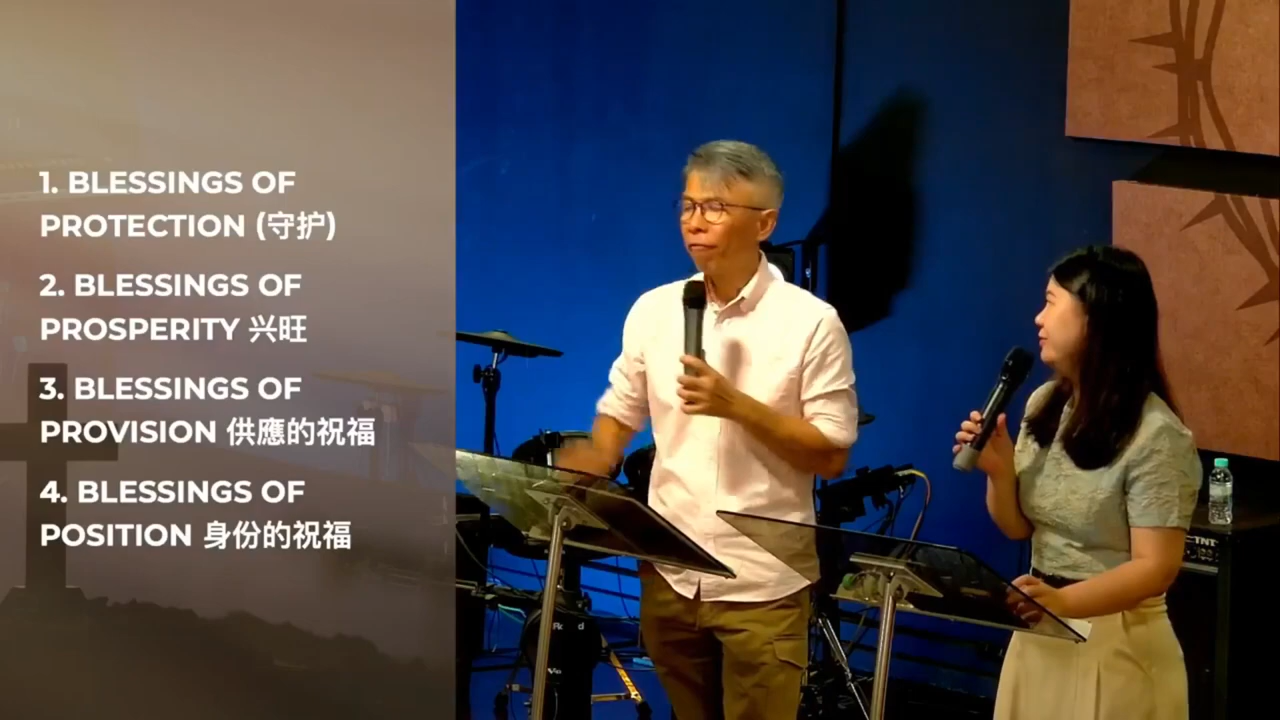 1. BLESSINGS OF
PROTECTION (守护)
2. BLESSINGS OF
PROSPERITY 兴旺
3. BLESSINGS OF
PROVISION 供應的祝福
4. BLESSINGS OF
POSITION 身份的祝福
TNT